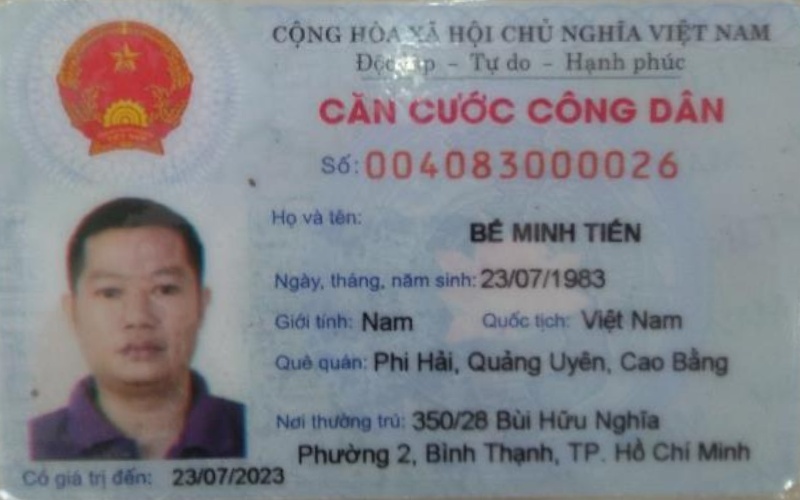 CỘNG HÒA XÃ HỘI CHỦ NGHĨA VIỆT NAM
Độc lập - Tự do - Hạnh phúc
CĂN CƯỚC CÔNG DÂN
Số: 004083000026
Họ và tên:
BẾ MINH TIẾN
Ngày, tháng, năm sinh: 23/07/1983
Giới tính: Nam Quốc tịch: Việt Nam
Quê quán: Phi Hải, Quảng Uyên, Cao Bằng
Nơi thường trú: 350/28 Bùi Hữu Nghĩa
Phường 2, Bình Thạnh, TP. Hồ Chí Minh
Có giá trị đến: 23/07/2023